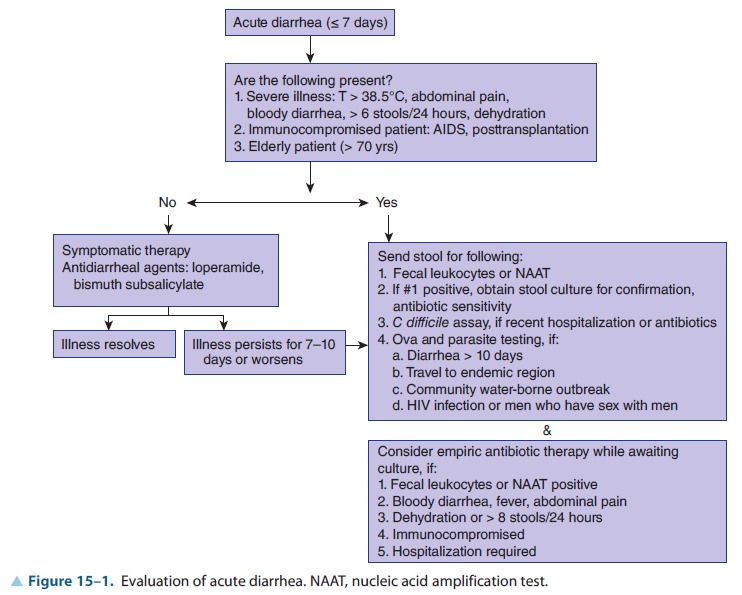 Acute diarrhea (≤ 7 days)
Are the following present?
1. Severe illness: T > 38.5°C, abdominal pain,
bloody diarrhea, > 6 stools/24 hours, dehydration
2. Immunocompromised patient: AIDS, posttransplantation
3. Elderly patient (> 70 yrs)
No
Yes
Symptomatic therapy
Antidiarrheal agents: loperamide,
bismuth subsalicylate
Illness resolves
Illness persists for 7–10
days or worsens
Send stool for following:
1. Fecal leukocytes or NAAT
2. If #1 positive, obtain stool culture for confirmation,
antibiotic sensitivity
3. C difficile assay, if recent hospitalization or antibiotics
4. Ova and parasite testing, if:
a. Diarrhea > 10 days
b. Travel to endemic region
c. Community water-borne outbreak
d. HIV infection or men who have sex with men
&
Consider empiric antibiotic therapy while awaiting
culture, if:
1. Fecal leukocytes or NAAT positive
2. Bloody diarrhea, fever, abdominal pain
3. Dehydration or > 8 stools/24 hours
4. Immunocompromised
5. Hospitalization required
▲ Figure 15–1. Evaluation of acute diarrhea. NAAT, nucleic acid amplification test.